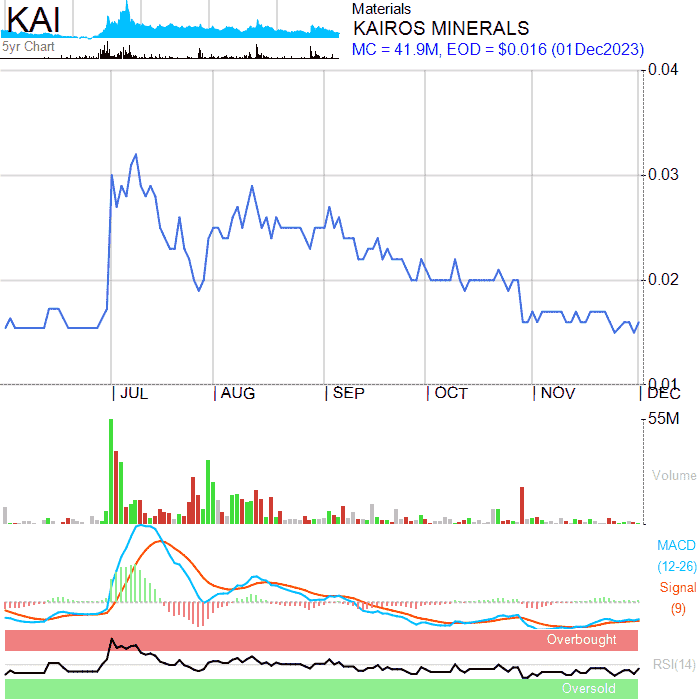 KAI
5yr Chart
Materials
KAIROS MINERALS
MC = 41.9M, EOD = $0.016 (01Dec2023)
0.04
0.03
0.02
0.01
JUL
AUG
SEP
OCT
NOV
DEC
55M
Volume
MACD
(12-26)
Signal
(9)
Overbought
RSI(14)
Oversold